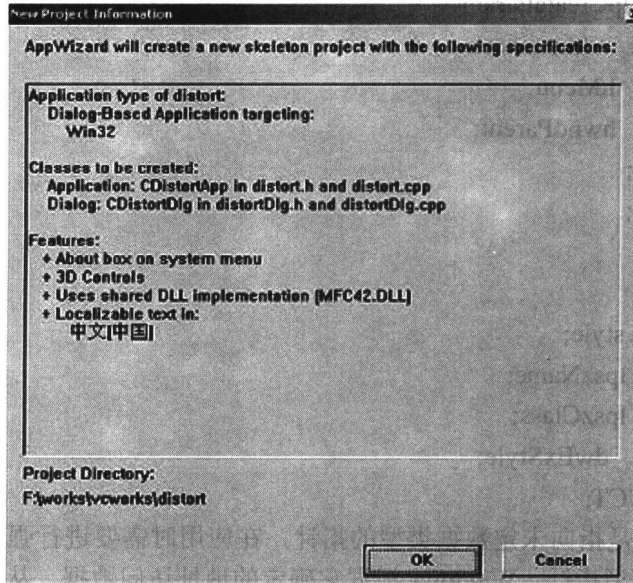 New Project Information
AppWizard will create a new skeleton project with the following specifications:
Application type of distort:
Dialog-Based Application targeting:
Win32
Classes to be created:
Application: CDistortApp in distort.h and distort.cpp
Dialog: CDistortDlg in distortDlg.h and distortDlg.cpp
Features:
+ About box on system menu
+ 3D Controls
+ Uses shared DLL implementation (MFC42.DLL)
+ Localizable text in:
中文[中国]
Project Directory:
F:\works\vcworks\distort
OK
Cancel